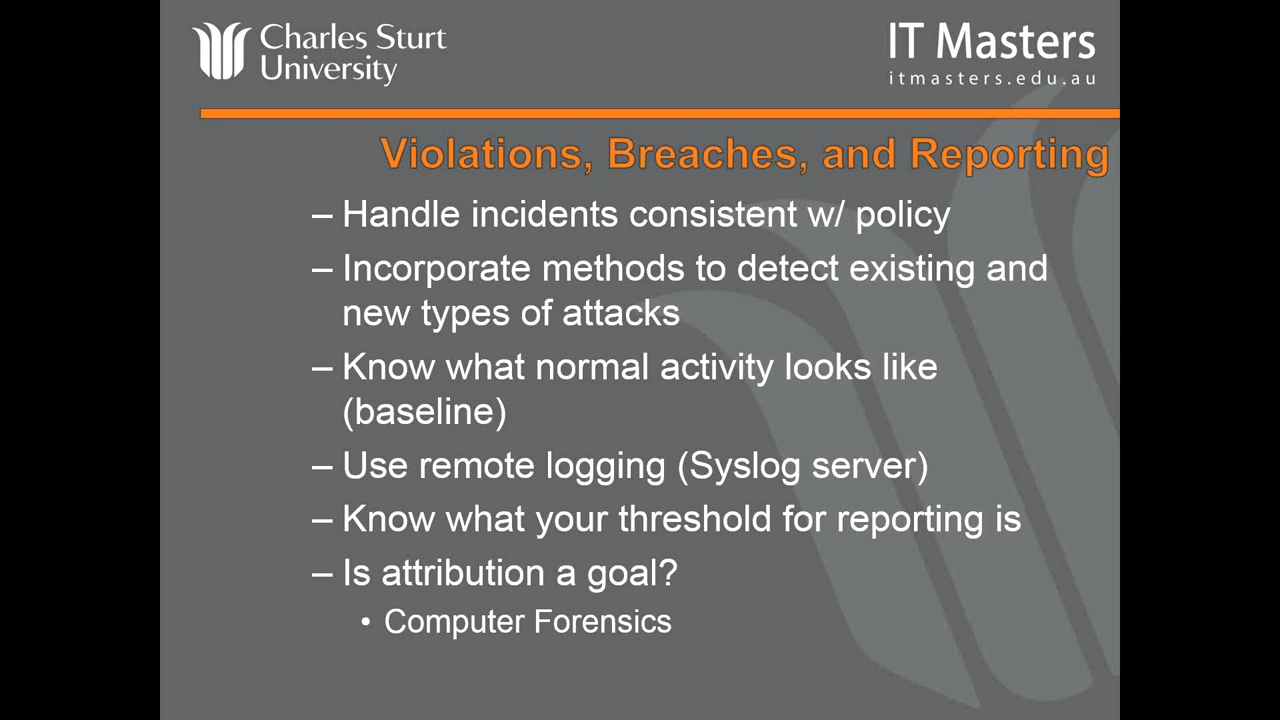 Charles Sturt
University
IT Masters
itmasters.edu.au
Violations, Breaches, and Reporting
– Handle incidents consistent w/ policy
– Incorporate methods to detect existing and
new types of attacks
– Know what normal activity looks like
(baseline)
– Use remote logging (Syslog server)
– Know what your threshold for reporting is
– Is attribution a goal?
• Computer Forensics